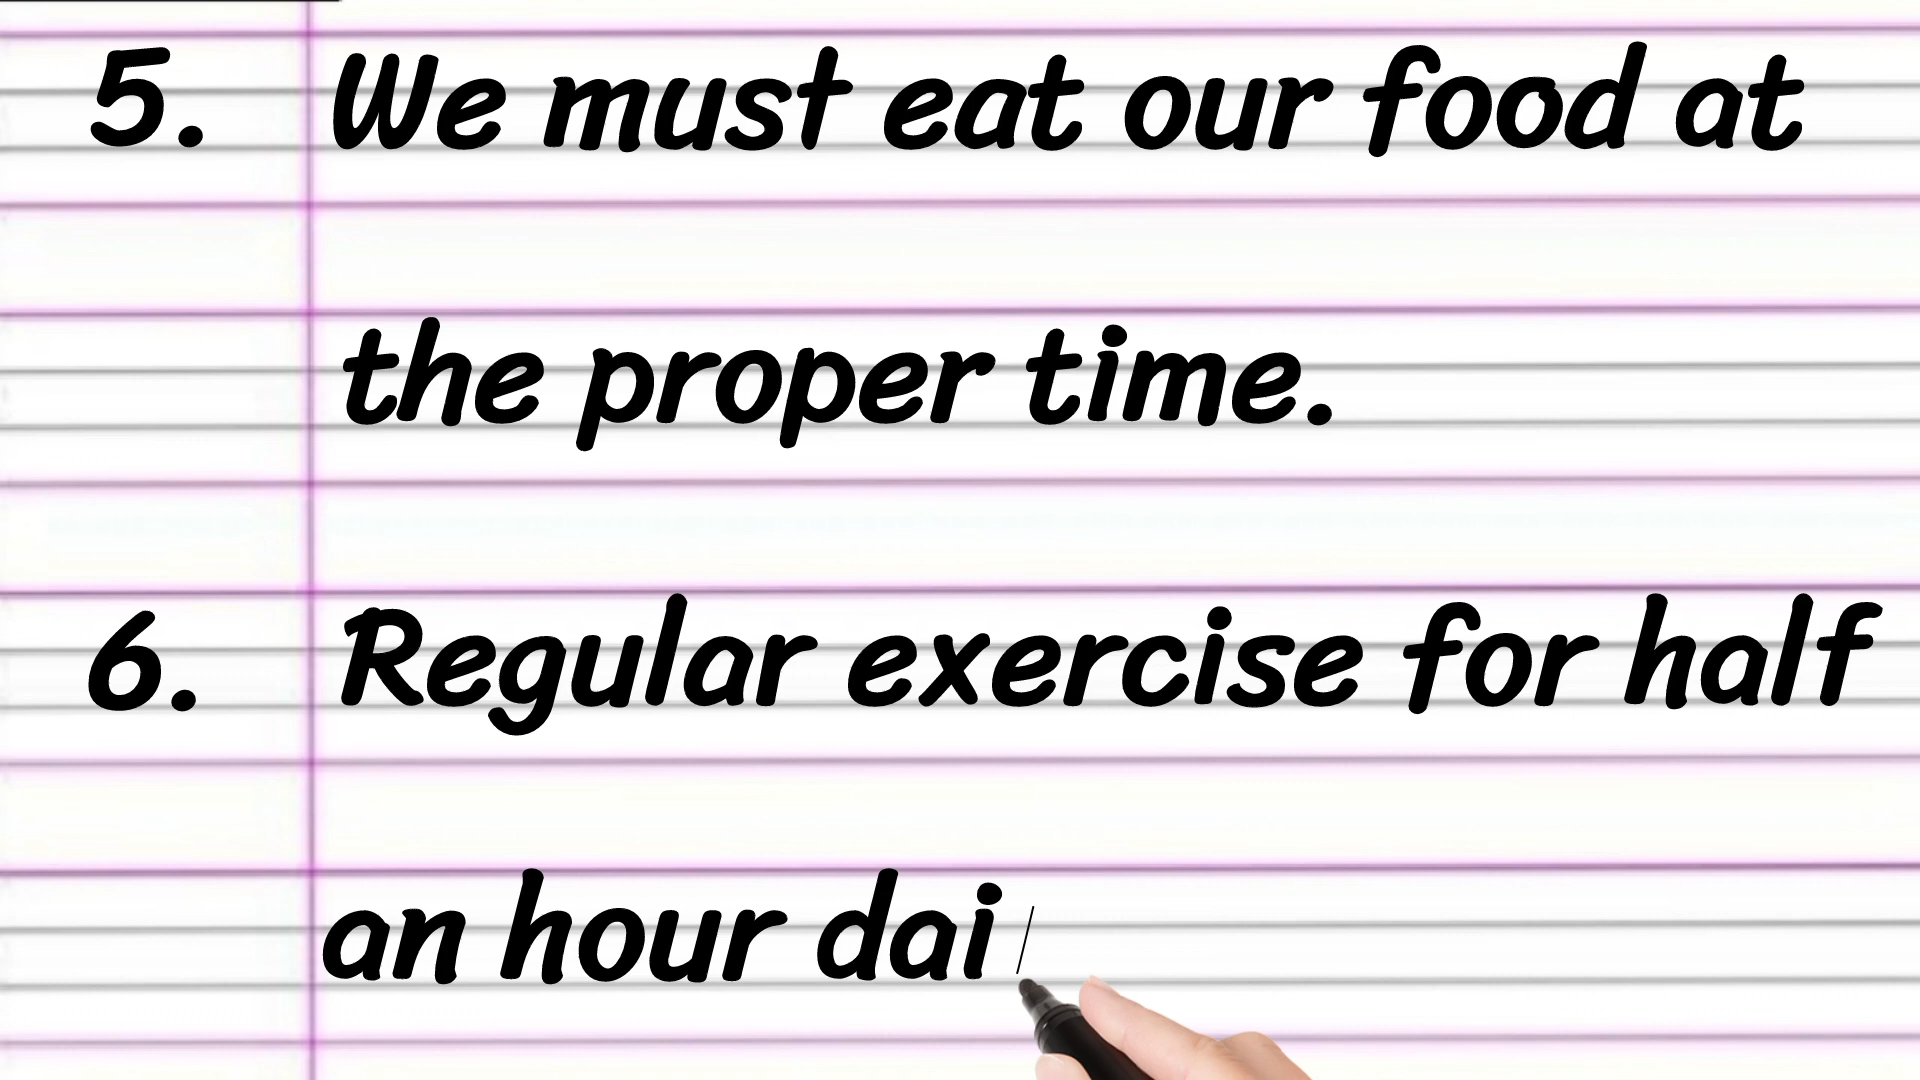 5. We must eat our food at
the proper time.
6. Regular exercise for half
an hour dai